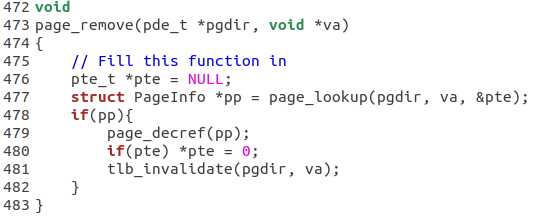 472 void
473 page_remove(pde_t *pgdir, void *va)
474 {
475     // Fill this function in
476     pte_t *pte = NULL;
477     struct PageInfo *pp = page_lookup(pgdir, va, &pte);
478     if(pp){
479         page_decref(pp);
480         if(pte) *pte = 0;
481         tlb_invalidate(pgdir, va);
482     }
483 }